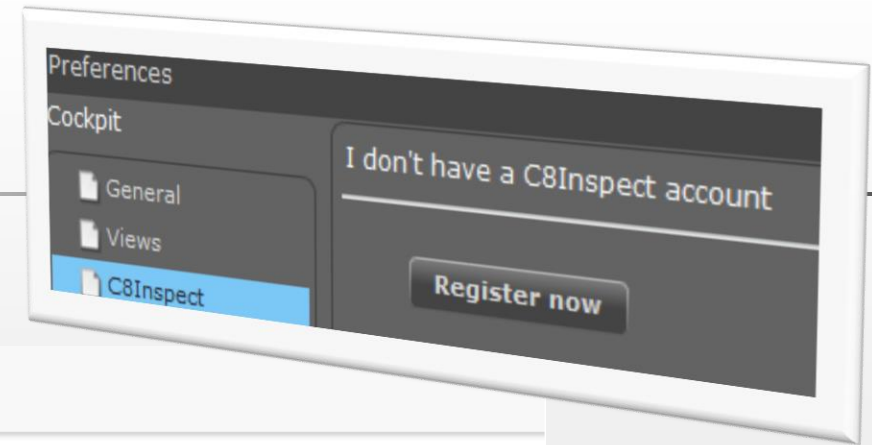 Preferences
Cockpit
General
Views
C8Inspect
I don't have a C8Inspect account
Register now